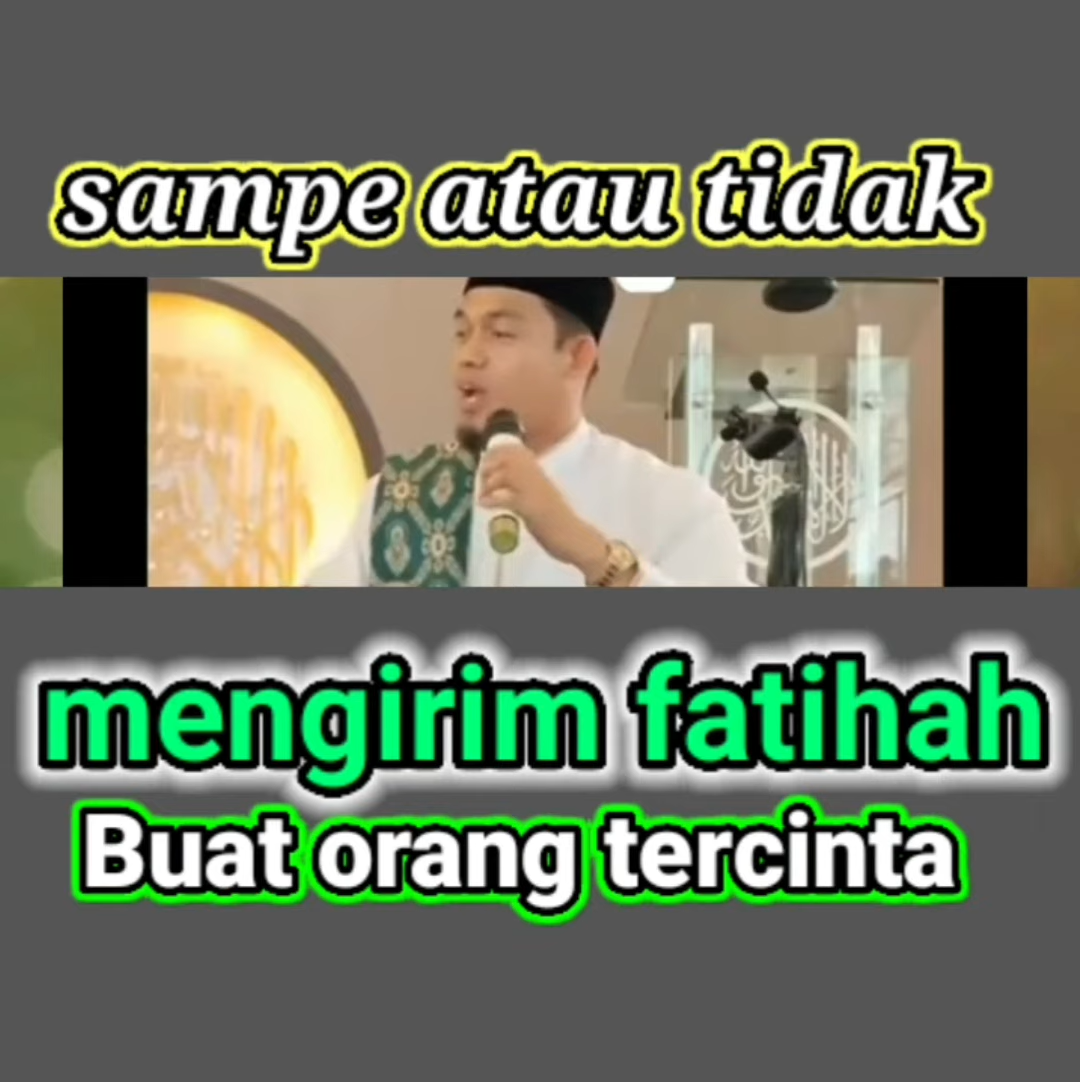 sampe atau tidak
mengirim fatihah
Buat orang tercinta